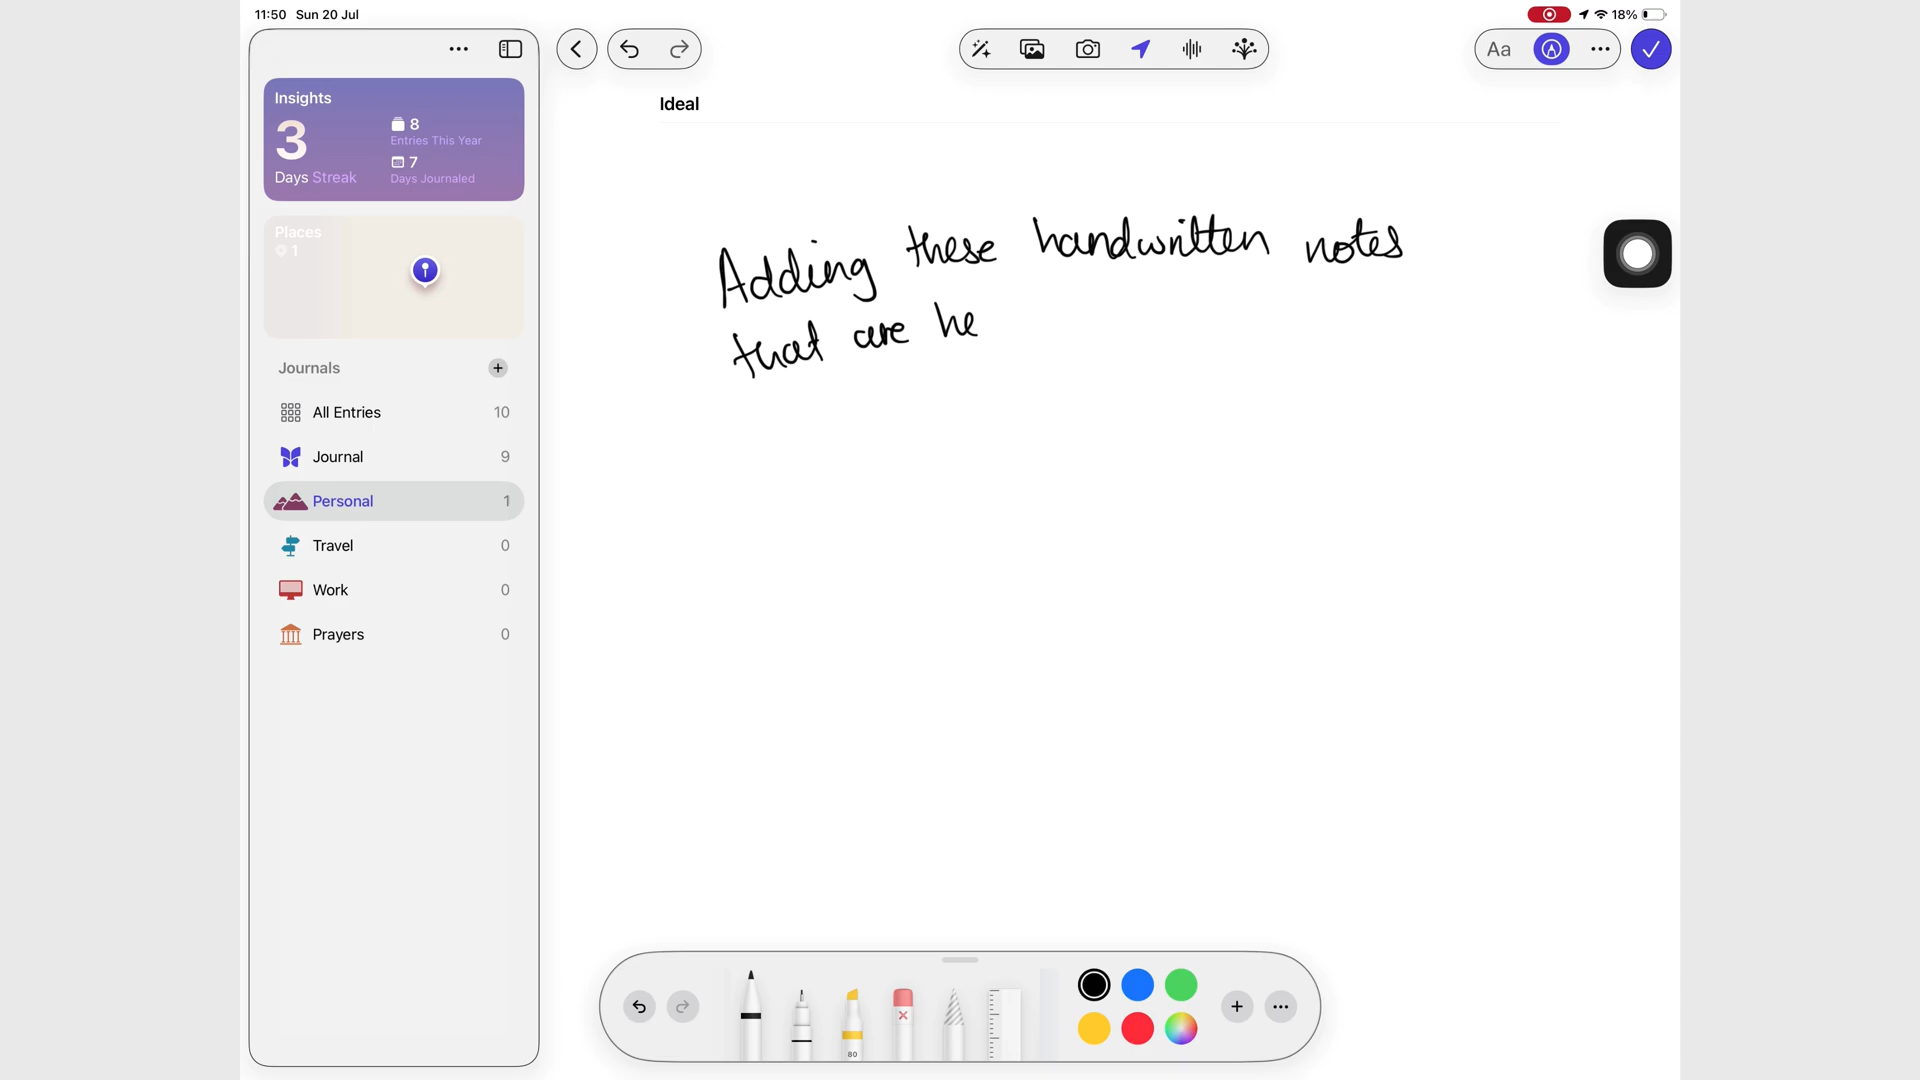 11:50 Sun 20 Jul 18%
Insights
3
Days Streak
8
Entries This Year
7
Days Journaled
Places
1
Journals
All Entries 10
Journal 9
Personal 1
Travel 0
Work 0
Prayers 0
Aa
Ideal
Adding these handwritten notes
that are he
80